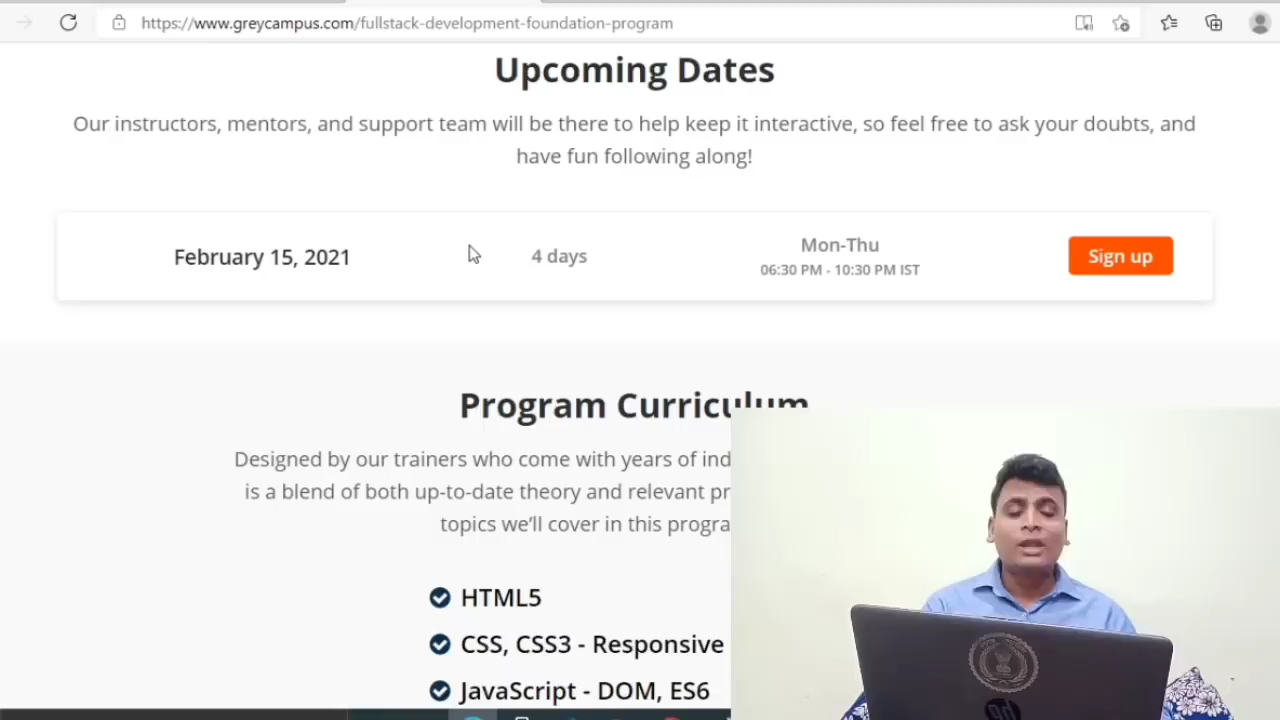 https://www.greycampus.com/fullstack-development-foundation-program
Upcoming Dates
Our instructors, mentors, and support team will be there to help keep it interactive, so feel free to ask your doubts, and
have fun following along!
February 15, 2021
4 days
Mon-Thu
06:30 PM - 10:30 PM IST
Sign up
Program Curriculum
Designed by our trainers who come with years of
is a blend of both up-to-date theory and relevant
topics we'll cover in this
HTML5
CSS, CSS3 - Responsive
JavaScript - DOM, ES6
hp